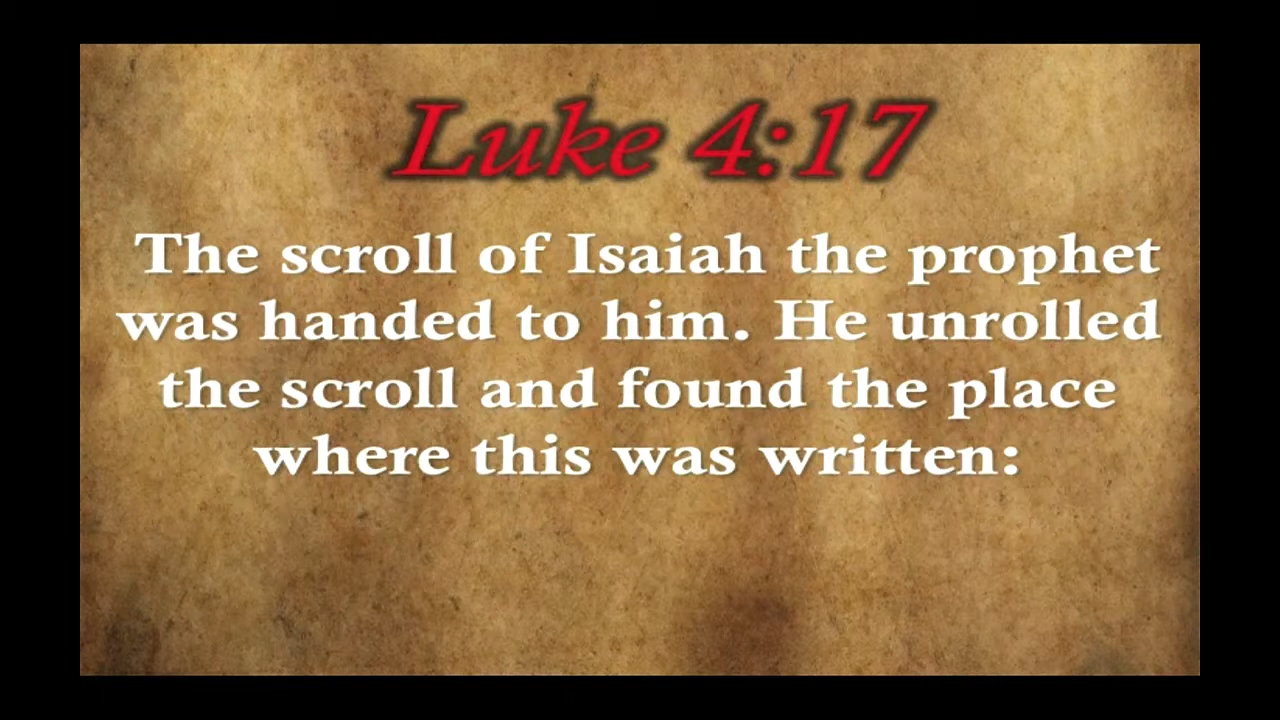 Luke 4:17
The scroll of Isaiah the prophet
was handed to him. He unrolled
the scroll and found the place
where this was written: